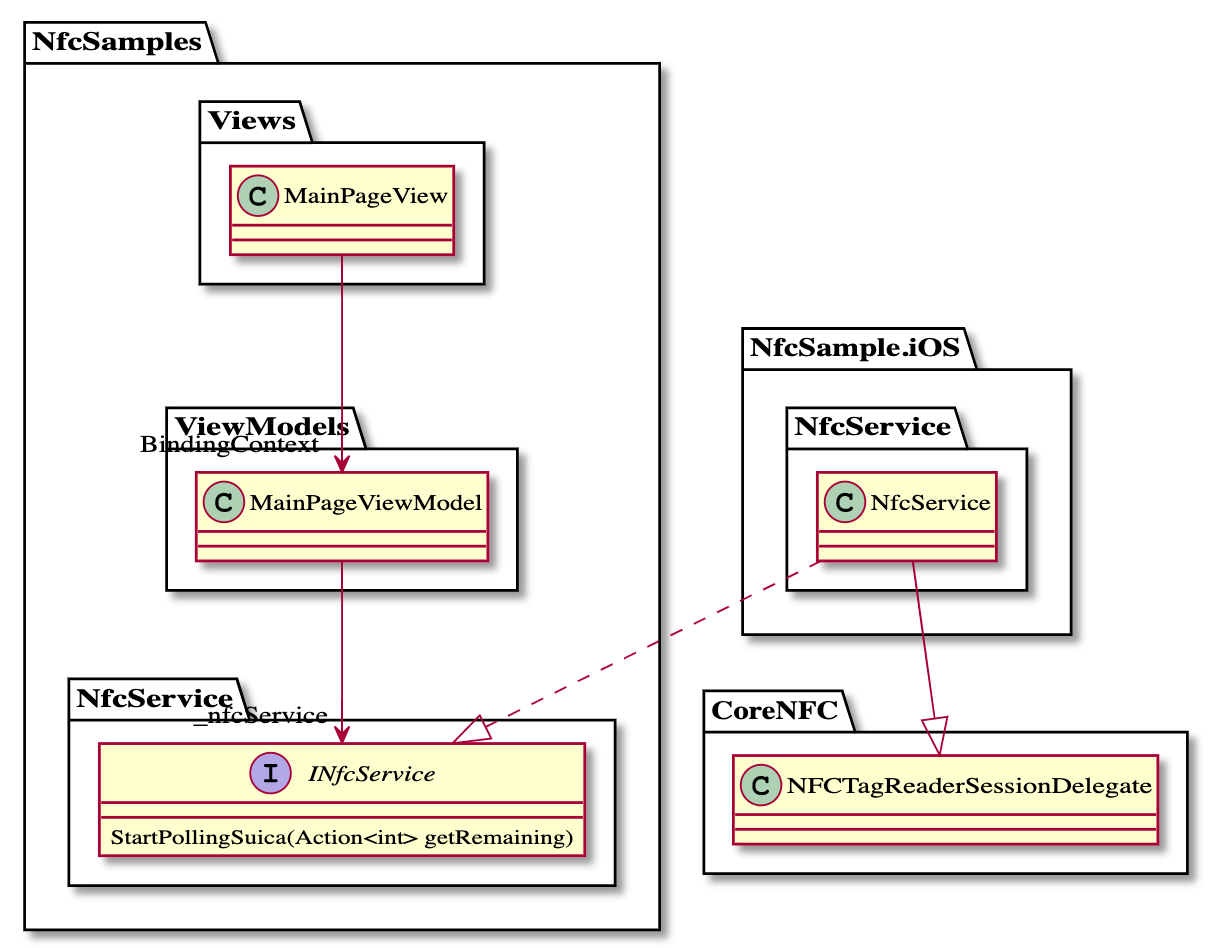 NfcSamples
Views
C MainPageView
NfcSample.iOS
ViewModels
BindingContext
NfcService
C MainPageViewModel
C NfcService
NfcService
_nfcService
CoreNFC
I INfcService
C NFCTagReaderSessionDelegate
StartPollingSuica(Action<int> getRemaining)